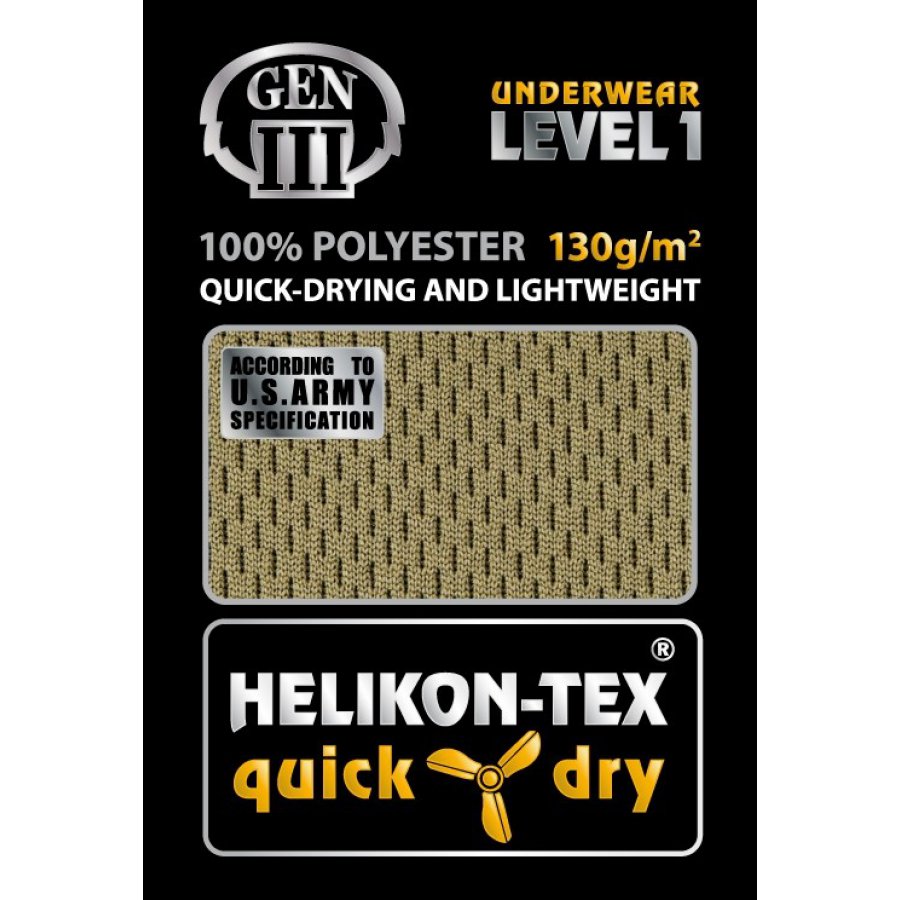 GEN
III
UNDERWEAR
LEVEL 1
100% POLYESTER 130g/m²
QUICK-DRYING AND LIGHTWEIGHT
ACCORDING TO
U.S.ARMY
SPECIFICATION
HELIKON-TEX®
quick dry